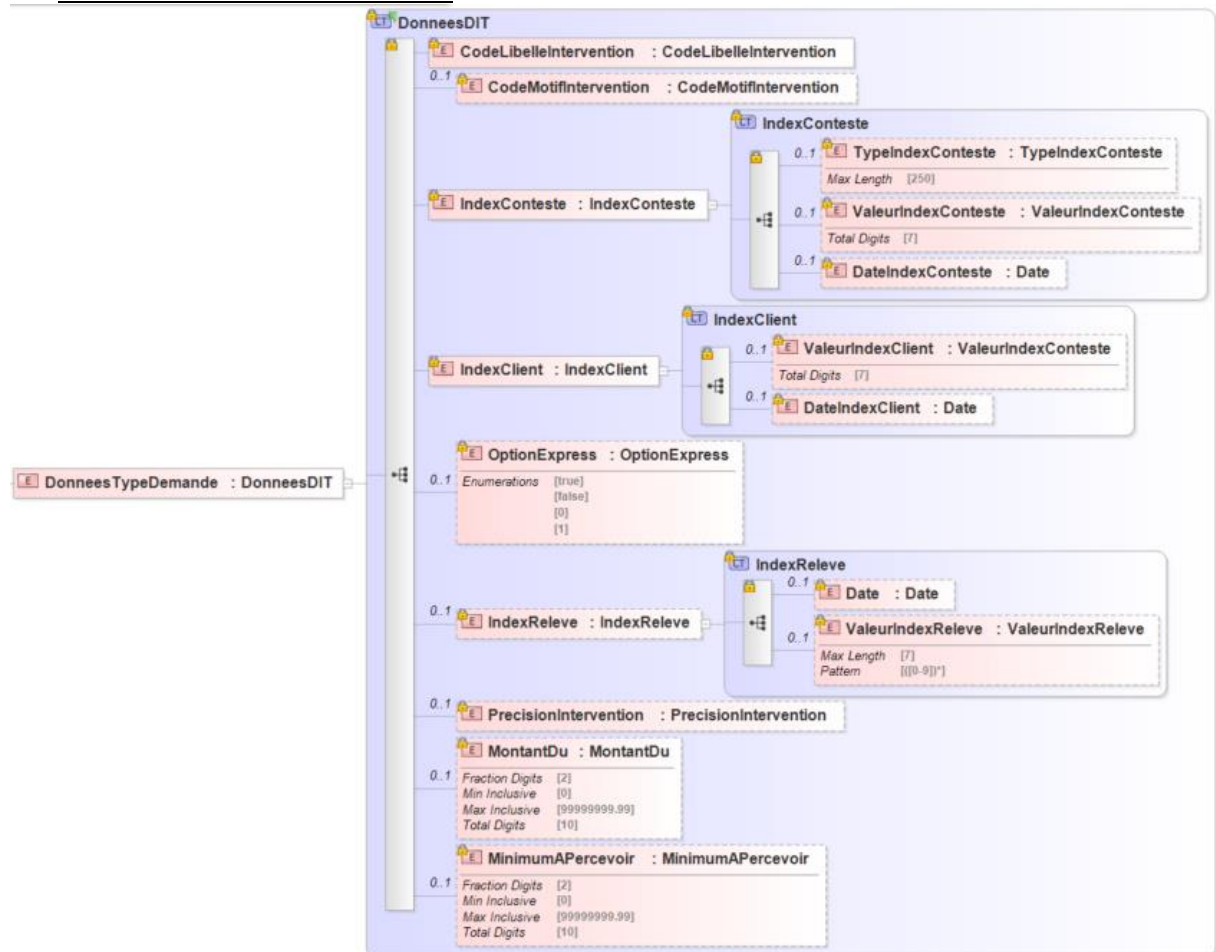 CT DonneesDIT
E CodeLibelleIntervention : CodeLibelleIntervention
0..1 E CodeMotifIntervention : CodeMotifIntervention
CT IndexConteste
0..1 E TypeIndexConteste : TypeIndexConteste
Max Length [250]
E IndexConteste : IndexConteste
0..1 E ValeurIndexConteste : ValeurIndexConteste
Total Digits [7]
0..1 E DateIndexConteste : Date
CT IndexClient
0..1 E ValeurIndexClient : ValeurIndexConteste
E IndexClient : IndexClient
Total Digits [7]
0..1 E DateIndexClient : Date
E OptionExpress : OptionExpress
0..1 Enumerations [true]
[false]
[0]
[1]
E DonneesTypeDemande : DonneesDIT
CT IndexReleve
0..1 E Date : Date
0..1 E IndexReleve : IndexReleve
0..1 E ValeurIndexReleve : ValeurIndexReleve
Max Length [7]
Pattern [([0-9])*]
0..1 E PrecisionIntervention : PrecisionIntervention
E MontantDu : MontantDu
0..1 Fraction Digits [2]
Min Inclusive [0]
Max Inclusive [99999999.99]
Total Digits [10]
E MinimumAPercevoir : MinimumAPercevoir
0..1 Fraction Digits [2]
Min Inclusive [0]
Max Inclusive [99999999.99]
Total Digits [10]